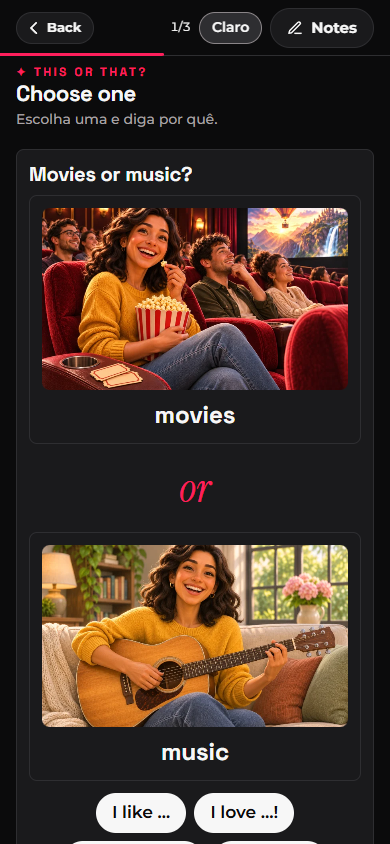 Back
1/3
Claro
Notes
✦ THIS OR THAT?
Choose one
Escolha uma e diga por quê.
Movies or music?
movies
or
music
I like ...
I love ...!